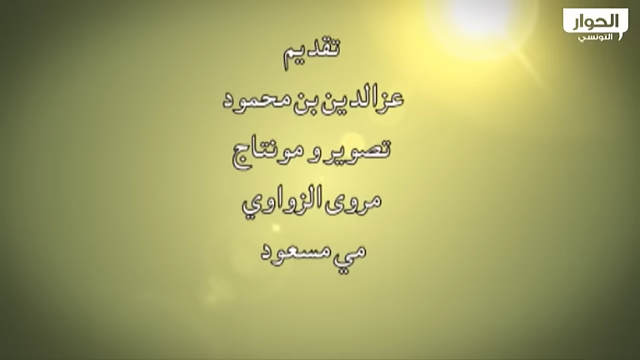 الحوار
التونسي
تقديم
عزالدين بن محمود
تصوير و مونتاج
مروى الزواوي
مي مسعود